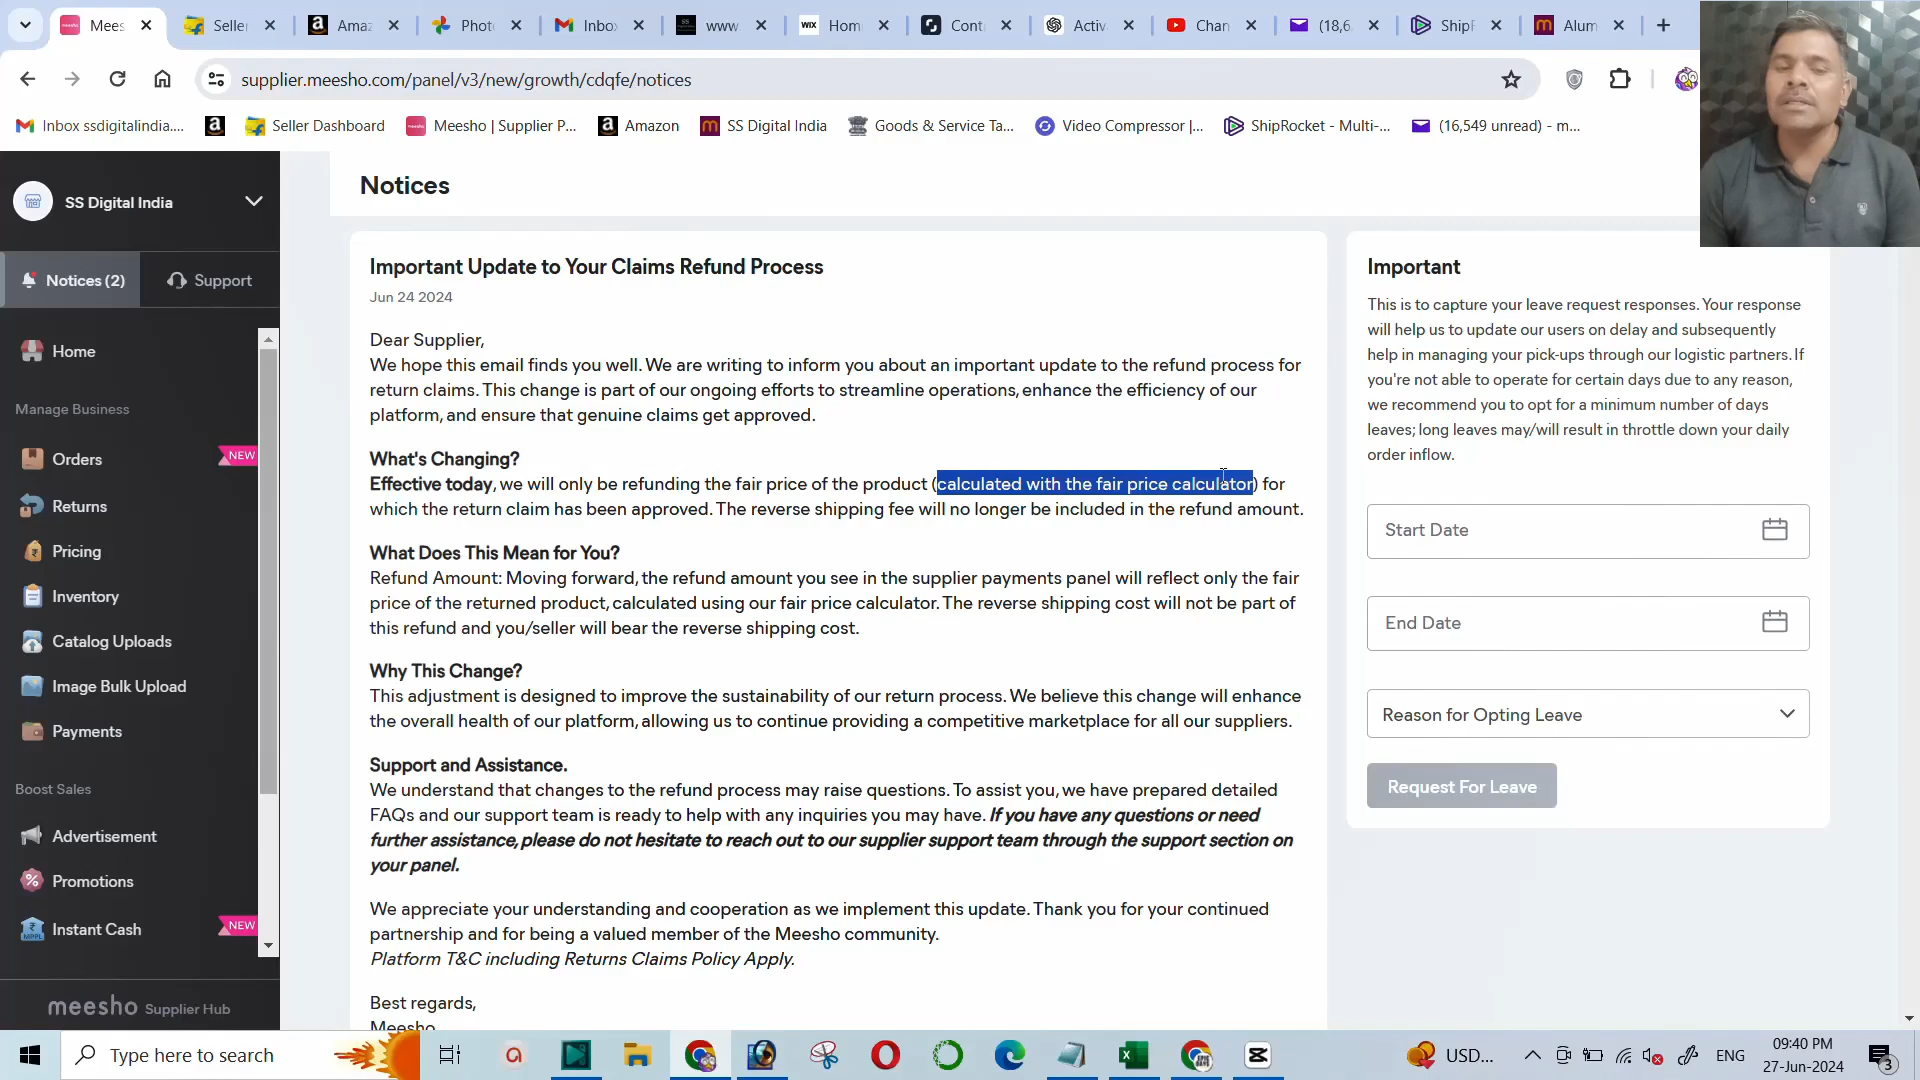 Mees
Seller
Amaz
Photo
Inbo
www
Hom
Cont
Activ
Chan
(18,6
ShipF
Alum
supplier.meesho.com/panel/v3/new/growth/cdqfe/notices
Inbox ssdigitalindia....
Seller Dashboard
Meesho | Supplier P...
Amazon
SS Digital India
Goods & Service Ta...
Video Compressor |...
ShipRocket - Multi-...
(16,549 unread) - m...
SS Digital India
Notices (2)
Support
Home
Manage Business
Orders
NEW
Returns
Pricing
Inventory
Catalog Uploads
Image Bulk Upload
Payments
Boost Sales
Advertisement
Promotions
Instant Cash
NEW
meesho Supplier Hub
Notices
Important Update to Your Claims Refund Process
Jun 24 2024
Dear Supplier,
We hope this email finds you well. We are writing to inform you about an important update to the refund process for
return claims. This change is part of our ongoing efforts to streamline operations, enhance the efficiency of our
platform, and ensure that genuine claims get approved.
What's Changing?
Effective today, we will only be refunding the fair price of the product (calculated with the fair price calculator) for
which the return claim has been approved. The reverse shipping fee will no longer be included in the refund amount.
What Does This Mean for You?
Refund Amount: Moving forward, the refund amount you see in the supplier payments panel will reflect only the fair
price of the returned product, calculated using our fair price calculator. The reverse shipping cost will not be part of
this refund and you/seller will bear the reverse shipping cost.
Why This Change?
This adjustment is designed to improve the sustainability of our return process. We believe this change will enhance
the overall health of our platform, allowing us to continue providing a competitive marketplace for all our suppliers.
Support and Assistance.
We understand that changes to the refund process may raise questions. To assist you, we have prepared detailed
FAQs and our support team is ready to help with any inquiries you may have. If you have any questions or need
further assistance, please do not hesitate to reach out to our supplier support team through the support section on
your panel.
We appreciate your understanding and cooperation as we implement this update. Thank you for your continued
partnership and for being a valued member of the Meesho community.
Platform T&C including Returns Claims Policy Apply.
Best regards,
Meesho
Important
This is to capture your leave request responses. Your response
will help us to update our users on delay and subsequently
help in managing your pick-ups through our logistic partners. If
you're not able to operate for certain days due to any reason,
we recommend you to opt for a minimum number of days
leaves; long leaves may/will result in throttle down your daily
order inflow.
Start Date
End Date
Reason for Opting Leave
Request For Leave
Type here to search
USD...
ENG
09:40 PM
27-Jun-2024
3